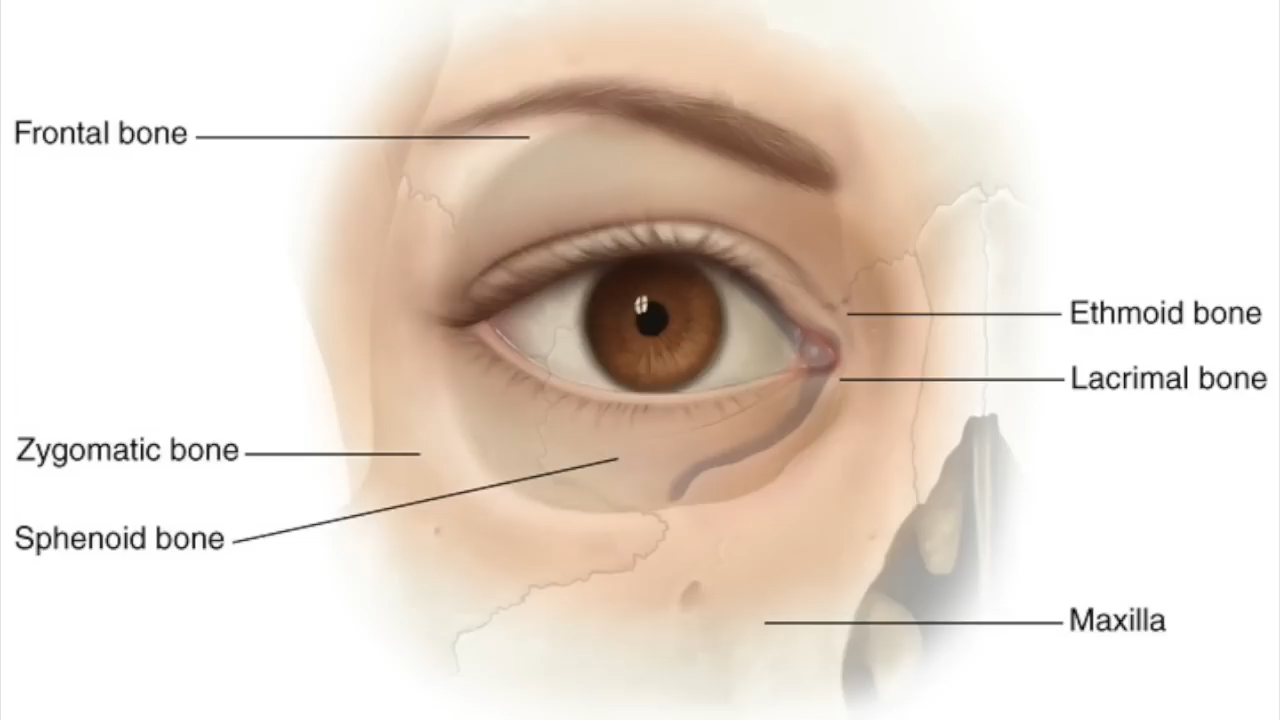 Frontal bone
Ethmoid bone
Lacrimal bone
Zygomatic bone
Sphenoid bone
Maxilla